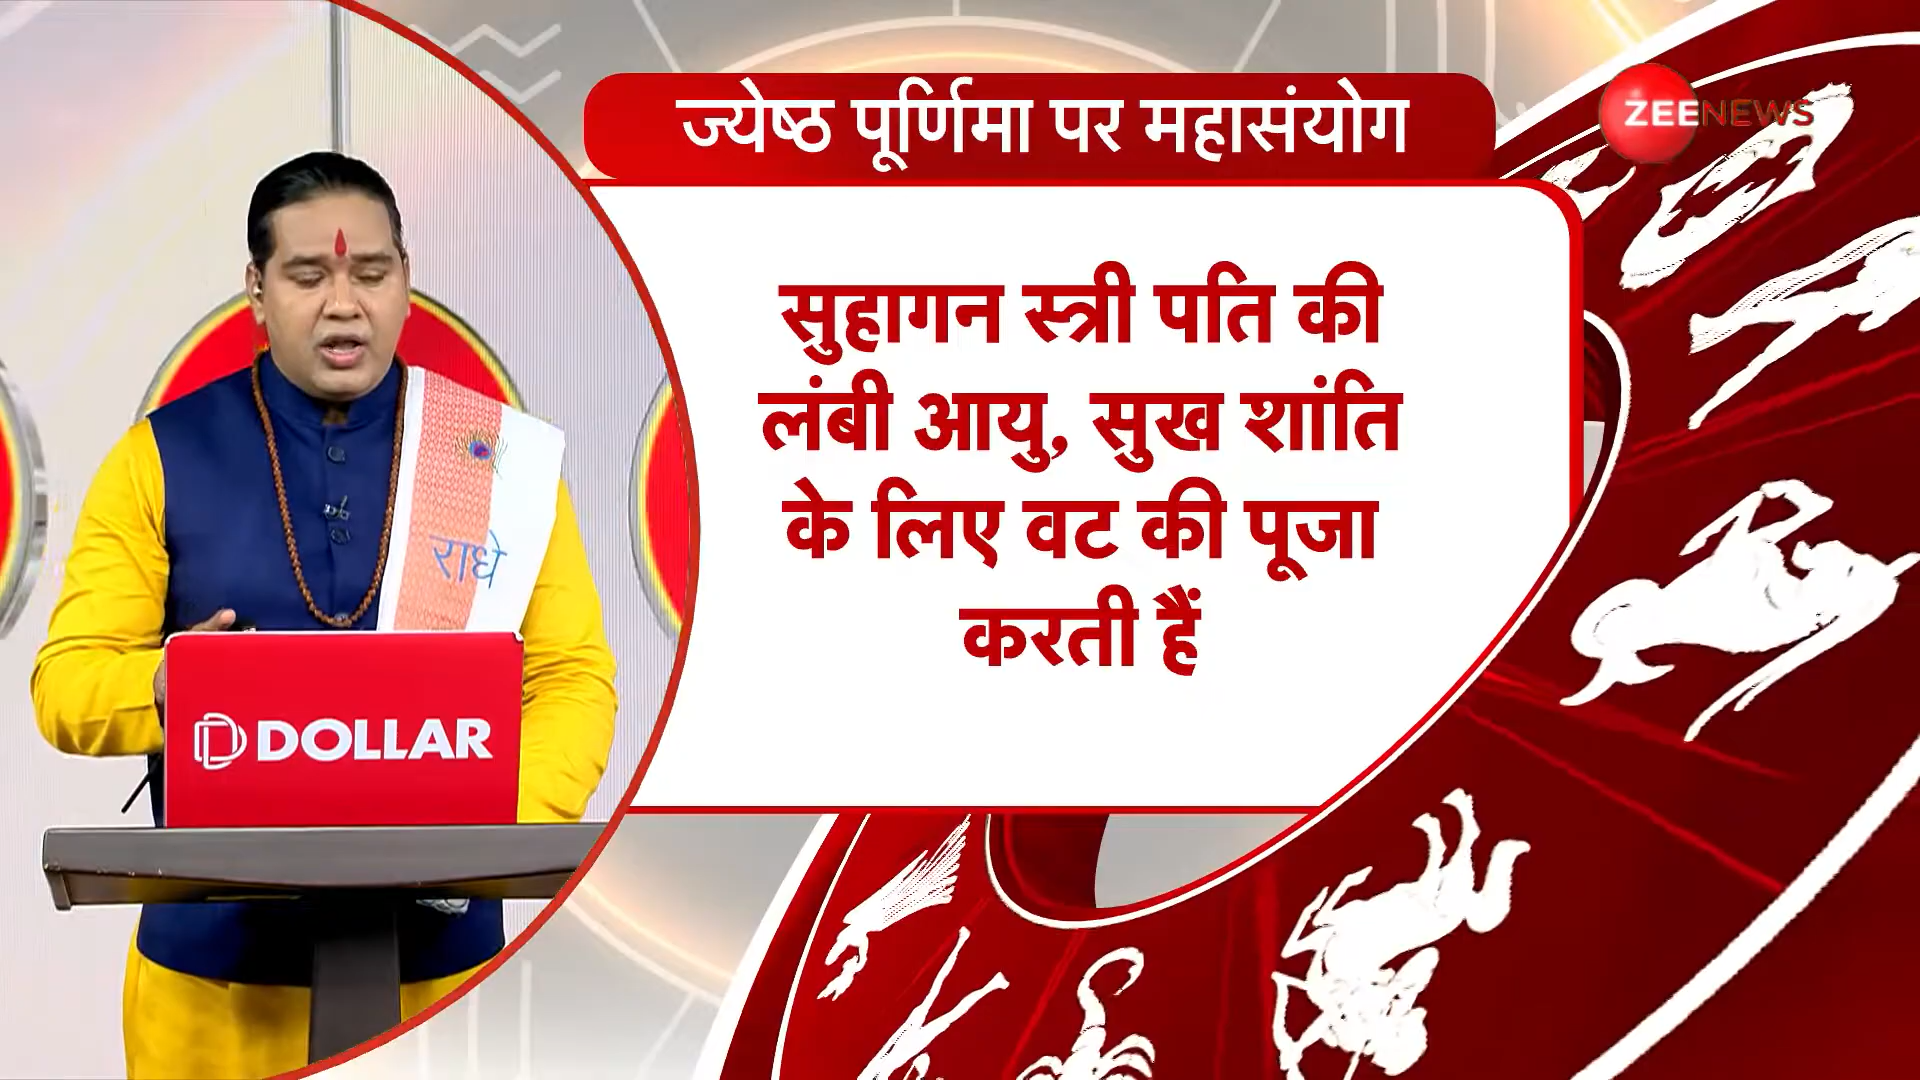 ज्येष्ठ पूर्णिमा पर महासंयोग
ZEENEWS
सुहागन स्त्री पति की
लंबी आयु, सुख शांति
के लिए वट की पूजा
करती हैं
राधे
DOLLAR